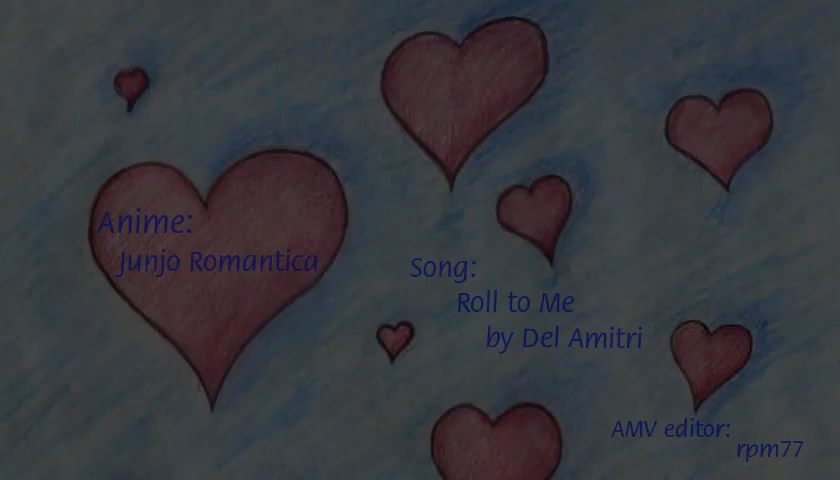 Anime:
Junjo Romantica
Song:
Roll to Me
by Del Amitri
AMV editor:
rpm77